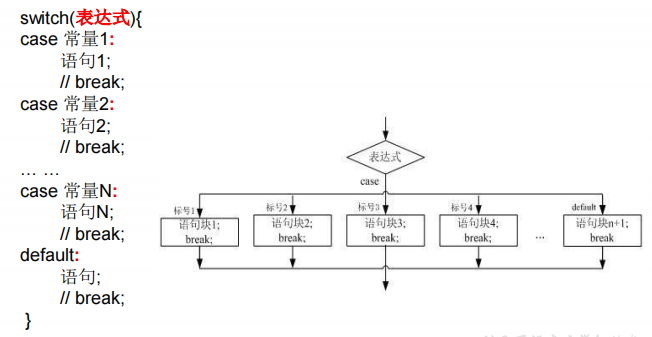 switch(表达式){
case 常量1:
语句1;
// break;
case 常量2:
语句2;
// break;
... ...
case 常量N:
语句N;
// break;
default:
语句;
// break;
}
表达式
case
标号1
标号2
标号3
标号4
default
语句块1;
break;
语句块2;
break;
语句块3;
break;
语句块4;
break;
...
语句块n+1;
break